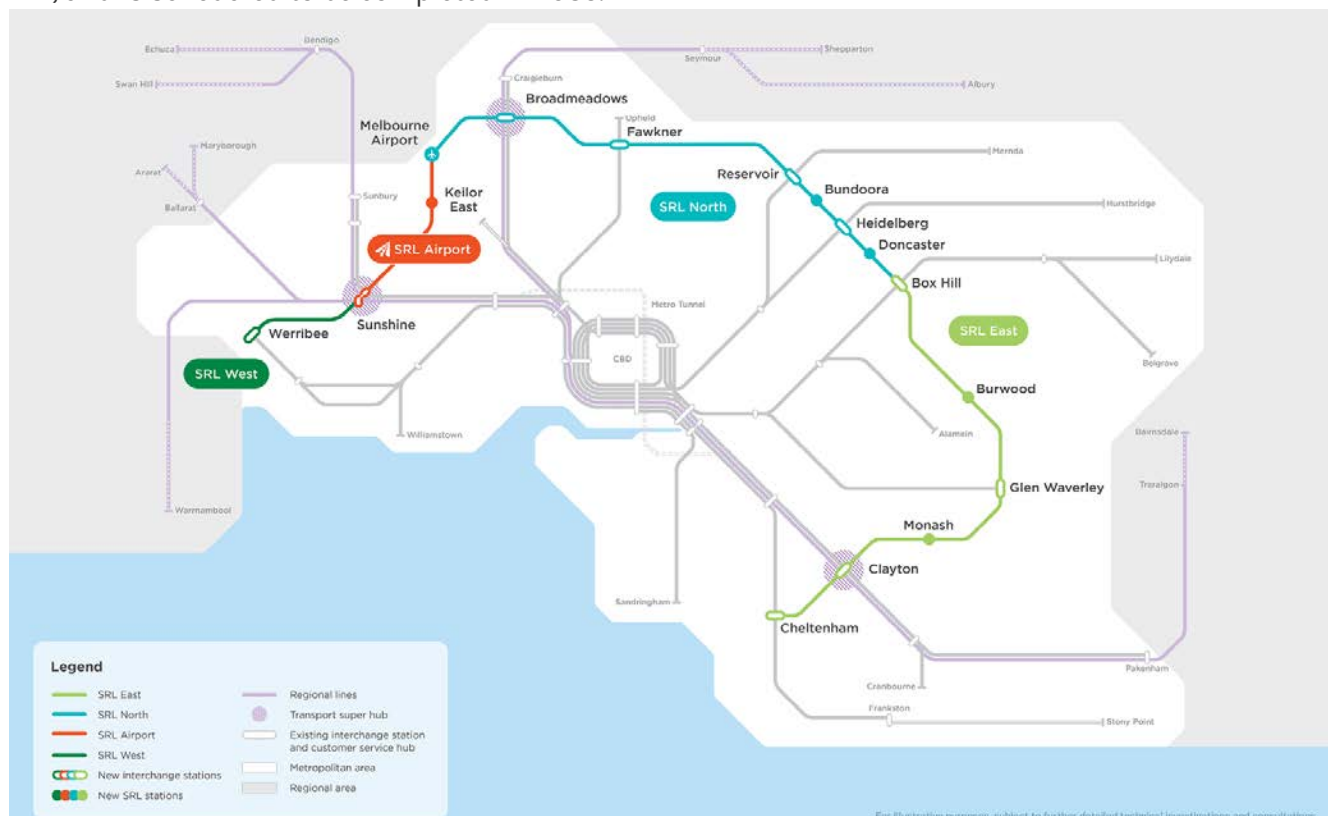 Echuca
Bendigo
Swan Hill
Shepparton
Seymour
Albury
Craigieburn
Broadmeadows
Melbourne
Airport
Upfield
Fawkner
Maryborough
Ararat
Ballarat
Sunbury
Keilor
East
Reservoir
Mernda
Bundoora
SRL North
Heidelberg
Hurstbridge
Doncaster
SRL Airport
Lilydale
Box Hill
Metro Tunnel
Sunshine
Werribee
SRL East
CBD
Belgrave
SRL West
Burwood
Williamstown
Alamein
Bairnsdale
Glen Waverley
Traralgon
Warrnambool
Monash
Clayton
Sandringham
Cheltenham
Pakenham
Cranbourne
Frankston
Stony Point
Legend
SRL East
SRL North
SRL Airport
SRL West
New interchange stations
New SRL stations
Regional lines
Transport super hub
Existing interchange station
and customer service hub
Metropolitan area
Regional area